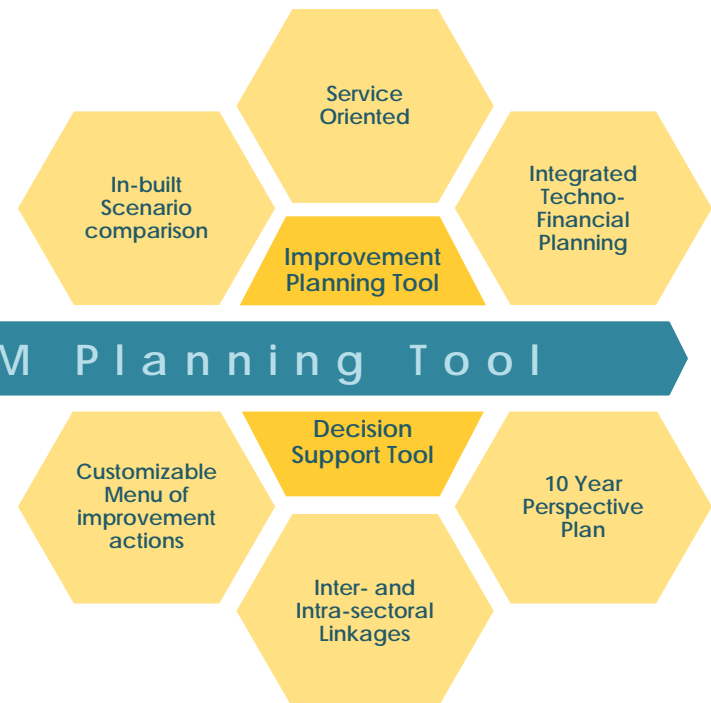 Service
Oriented
In-built
Scenario
comparison
Integrated
Techno-
Financial
Planning
Improvement
Planning Tool
M Planning Tool
Decision
Support Tool
Customizable
Menu of
improvement
actions
10 Year
Perspective
Plan
Inter- and
Intra-sectoral
Linkages